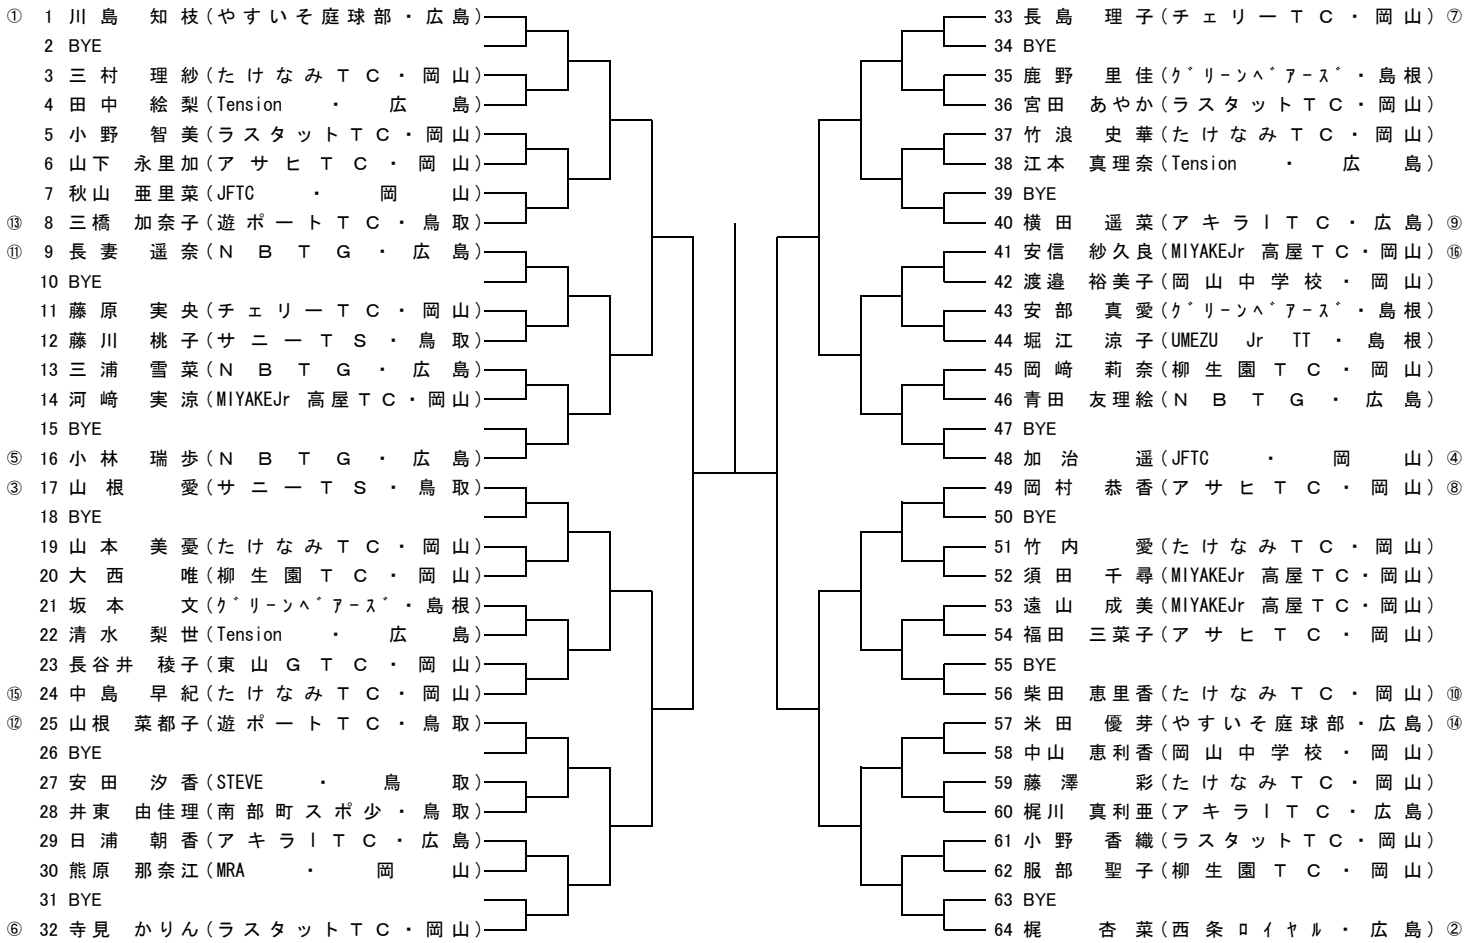 ① 1 川島 知枝(やすいそ庭球部・広島)
2 BYE
3 三村 理紗(たけなみTC・岡山)
4 田中 絵梨(Tension ・ 広島)
5 小野 智美(ラスタットTC・岡山)
6 山下 永里加(アサヒTC・岡山)
7 秋山 亜里菜(JFTC ・ 岡山)
⑬ 8 三橋 加奈子(遊ポートTC・鳥取)
⑪ 9 長妻 遥奈(NBTG・広島)
10 BYE
11 藤原 実央(チェリーTC・岡山)
12 藤川 桃子(サニーTS・鳥取)
13 三浦 雪菜(NBTG・広島)
14 河﨑 実涼(MIYAKEJr 高屋TC・岡山)
15 BYE
⑤ 16 小林 瑞歩(NBTG・広島)
③ 17 山根 愛(サニーTS・鳥取)
18 BYE
19 山本 美憂(たけなみTC・岡山)
20 大西 唯(柳生園TC・岡山)
21 坂本 文(グリーンベアーズ・島根)
22 清水 梨世(Tension ・ 広島)
23 長谷井 稜子(東山GTC・岡山)
⑮ 24 中島 早紀(たけなみTC・岡山)
⑫ 25 山根 菜都子(遊ポートTC・鳥取)
26 BYE
27 安田 汐香(STEVE ・ 鳥取)
28 井東 由佳理(南部町スポ少・鳥取)
29 日浦 朝香(アキラITC・広島)
30 熊原 那奈江(MRA ・ 岡山)
31 BYE
⑥ 32 寺見 かりん(ラスタットTC・岡山)
33 長島 理子(チェリーTC・岡山) ⑦
34 BYE
35 鹿野 里佳(グリーンベアーズ・島根)
36 宮田 あやか(ラスタットTC・岡山)
37 竹浪 史華(たけなみTC・岡山)
38 江本 真理奈(Tension ・ 広島)
39 BYE
40 横田 遥菜(アキラITC・広島) ⑨
41 安信 紗久良(MIYAKEJr 高屋TC・岡山) ⑯
42 渡邉 裕美子(岡山中学校・岡山)
43 安部 真愛(グリーンベアーズ・島根)
44 堀江 涼子(UMEZU Jr TT ・ 島根)
45 岡﨑 莉奈(柳生園TC・岡山)
46 青田 友理絵(NBTG・広島)
47 BYE
48 加治 遥(JFTC ・ 岡山) ④
49 岡村 恭香(アサヒTC・岡山) ⑧
50 BYE
51 竹内 愛(たけなみTC・岡山)
52 須田 千尋(MIYAKEJr 高屋TC・岡山)
53 遠山 成美(MIYAKEJr 高屋TC・岡山)
54 福田 三菜子(アサヒTC・岡山)
55 BYE
56 柴田 恵里香(たけなみTC・岡山) ⑩
57 米田 優芽(やすいそ庭球部・広島) ⑭
58 中山 恵利香(岡山中学校・岡山)
59 藤澤 彩(たけなみTC・岡山)
60 梶川 真利亜(アキラITC・広島)
61 小野 香織(ラスタットTC・岡山)
62 服部 聖子(柳生園TC・岡山)
63 BYE
64 梶 杏菜(西条ロイヤル・広島) ②